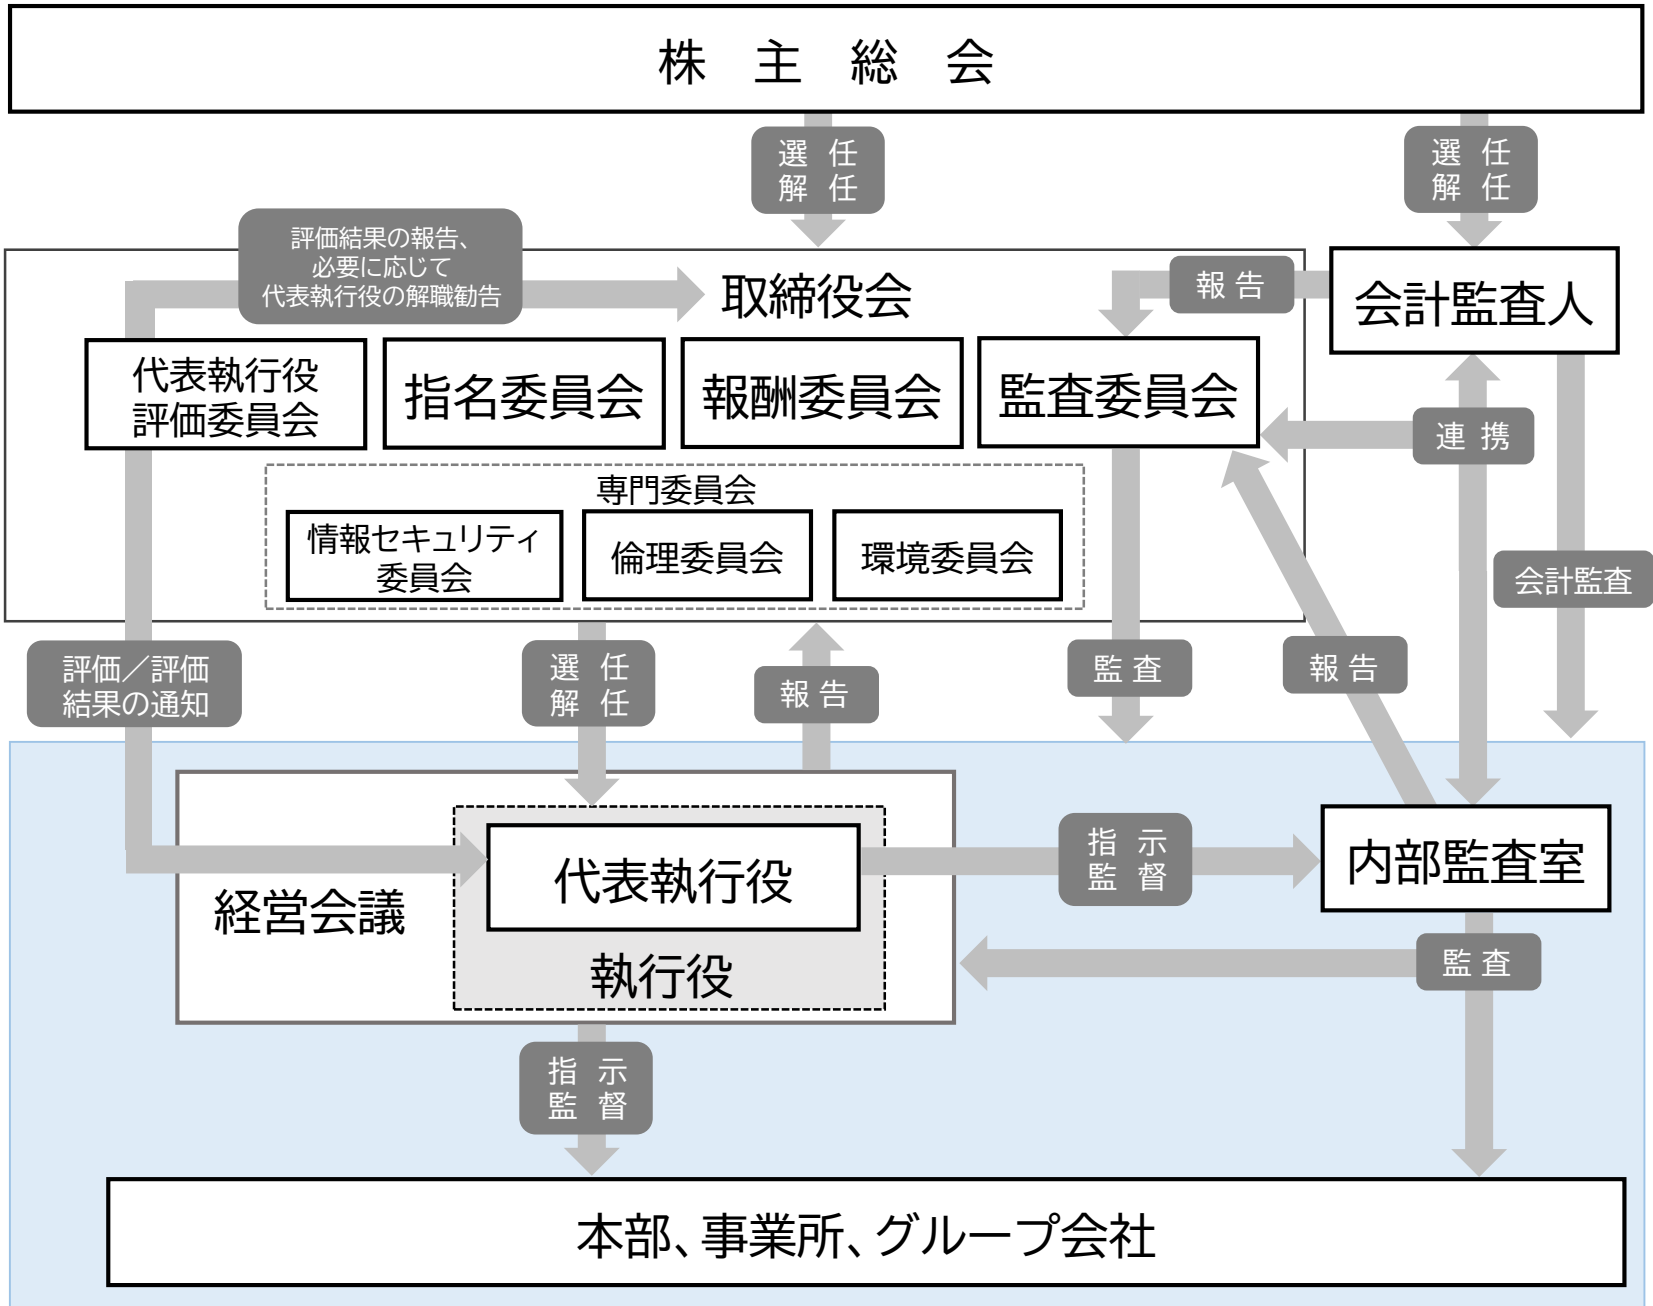 株 主 総 会
選 任
解 任
選 任
解 任
評価結果の報告、
必要に応じて
代表執行役の解職勧告
取締役会
報 告
会計監査人
代表執行役
評価委員会
指名委員会
報酬委員会
監査委員会
連 携
専門委員会
情報セキュリティ
委員会
倫理委員会
環境委員会
会計監査
評価／評価
結果の通知
選 任
解 任
報 告
監 査
報 告
経営会議
代表執行役
執行役
指 示
監 督
内部監査室
監 査
指 示
監 督
本部、事業所、グループ会社